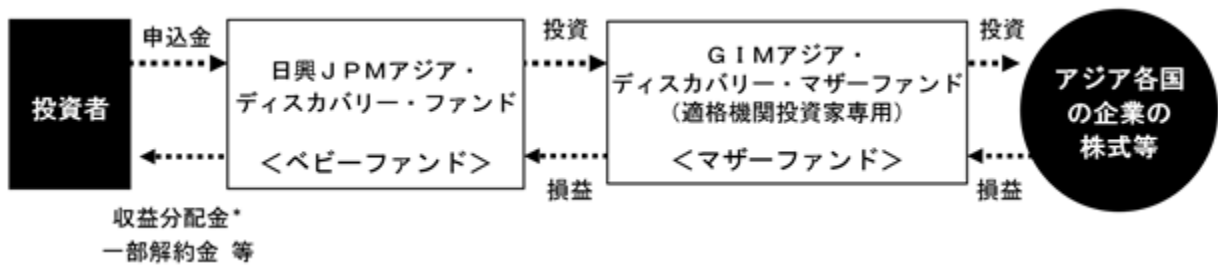 投資者
申込金
収益分配金*
一部解約金 等
日興JPMアジア・
ディスカバリー・ファンド
<ベビーファンド>
投資
損益
GIMアジア・
ディスカバリー・マザーファンド
(適格機関投資家専用)
<マザーファンド>
投資
損益
アジア各国
の企業の
株式等